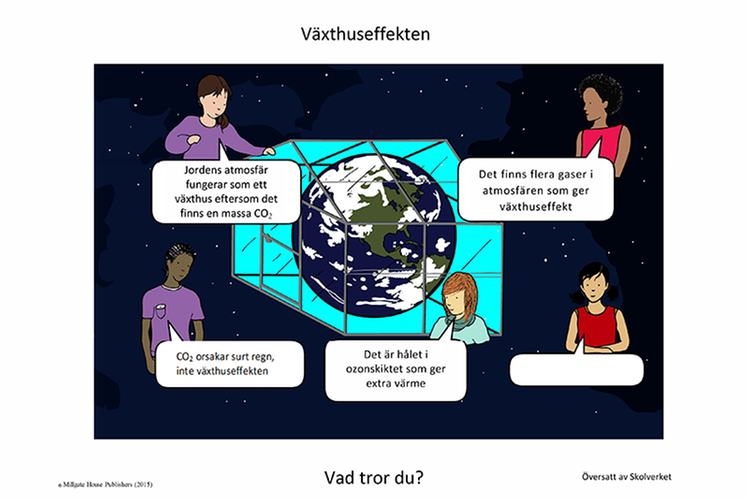 Växthuseffekten
Jordens atmosfär
fungerar som ett
växthus eftersom det
finns en massa CO₂
Det finns flera gaser i
atmosfären som ger
växthuseffekt
CO₂ orsakar surt regn,
inte växthuseffekten
Det är hålet i
ozonskiktet som ger
extra värme
© Millgate House Publishers (2015)
Vad tror du?
Översatt av Skolverket